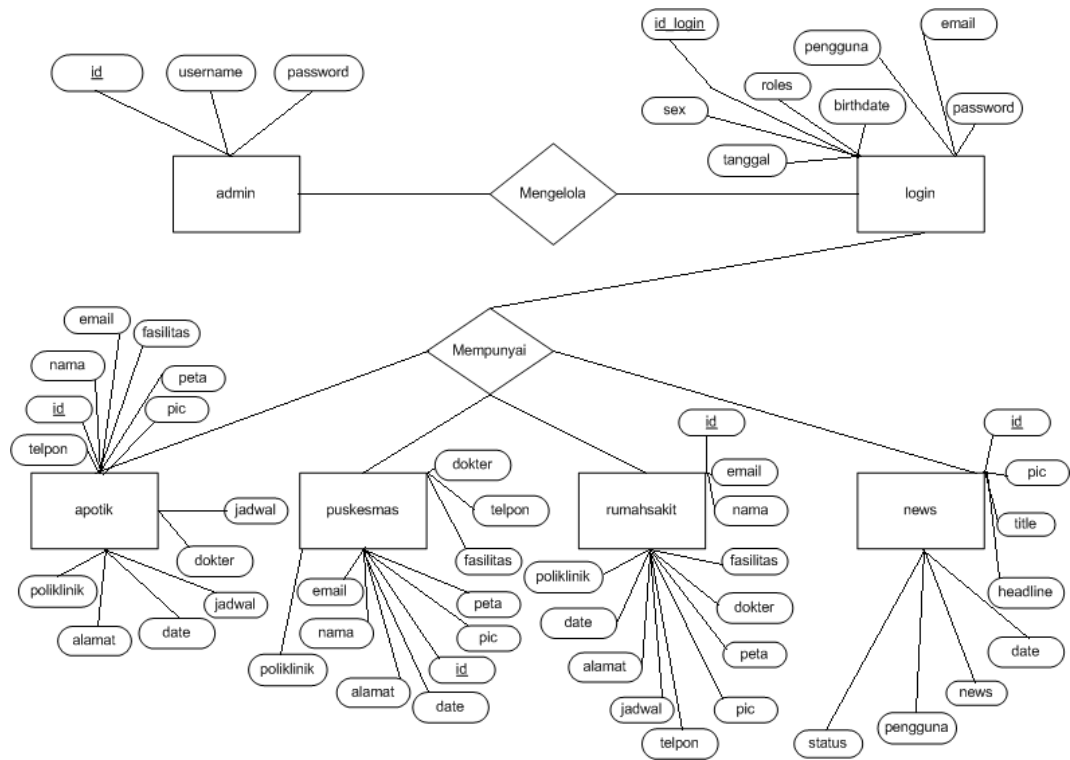 id
username
password
admin
Mengelola
id_login
pengguna
email
roles
sex
birthdate
password
tanggal
login
Mempunyai
email
fasilitas
nama
peta
id
pic
telpon
apotik
jadwal
dokter
poliklinik
jadwal
alamat
date
puskesmas
dokter
telpon
fasilitas
email
peta
nama
pic
poliklinik
id
alamat
date
rumahsakit
id
email
nama
poliklinik
fasilitas
date
dokter
alamat
peta
jadwal
pic
telpon
news
id
pic
title
headline
date
news
pengguna
status